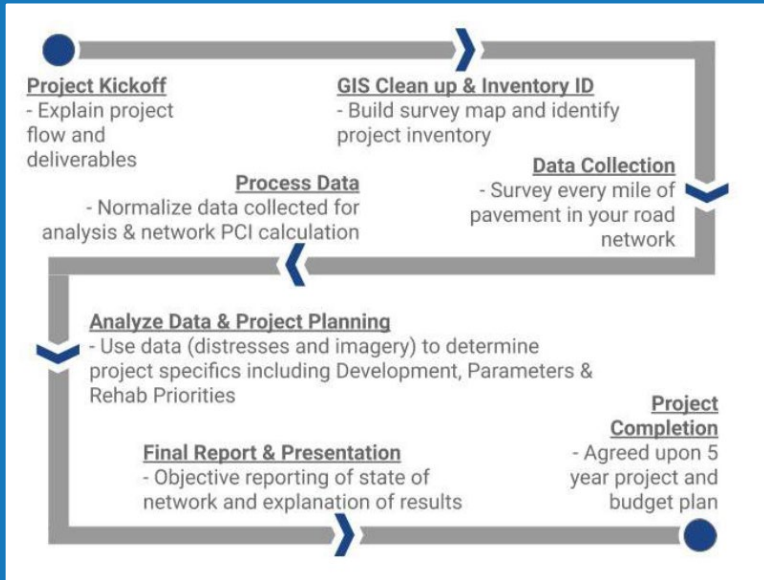 Project Kickoff
- Explain project
flow and
deliverables
GIS Clean up & Inventory ID
- Build survey map and identify
project inventory
Data Collection
- Survey every mile of
pavement in your road
network
Process Data
- Normalize data collected for
analysis & network PCI calculation
Analyze Data & Project Planning
- Use data (distresses and imagery) to determine
project specifics including Development, Parameters &
Rehab Priorities
Final Report & Presentation
- Objective reporting of state of
network and explanation of results
Project
Completion
- Agreed upon 5
year project and
budget plan